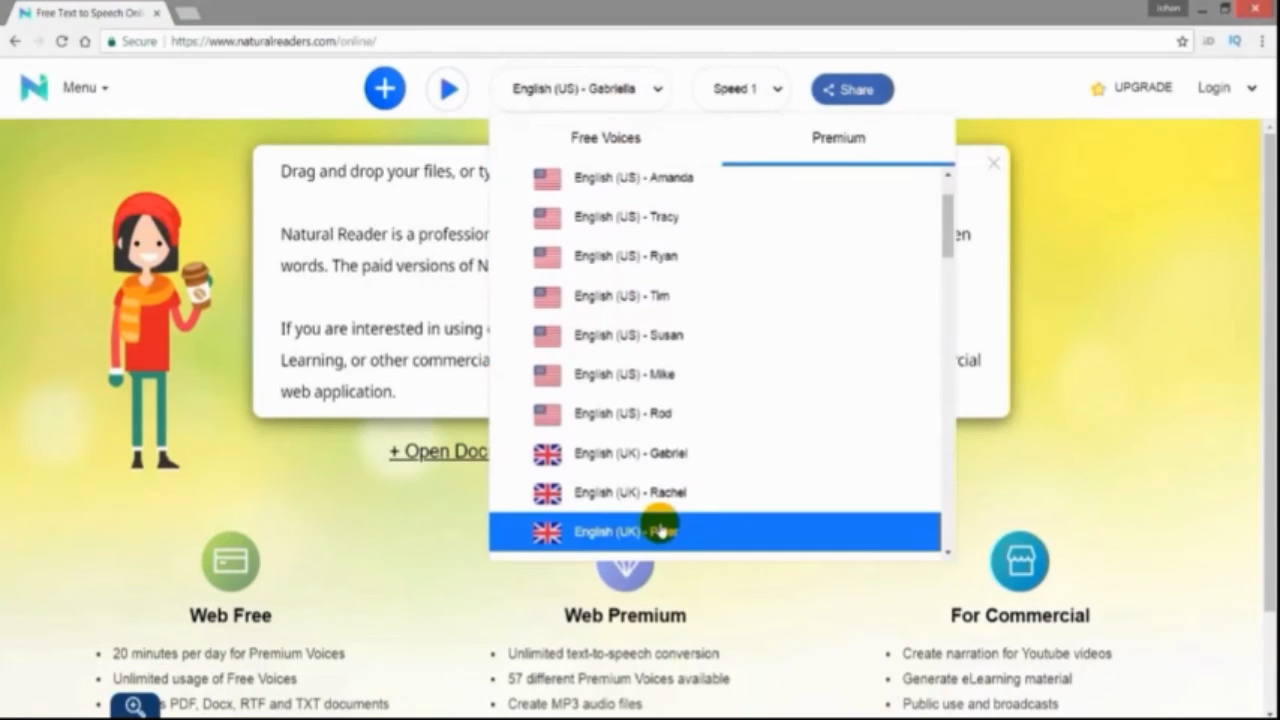 Free Text to Speech Onli
Johan
Secure https://www.naturalreaders.com/online/
iD IQ
Menu
English (US) - Gabriella
Speed 1
Share
UPGRADE
Login
Free Voices
Premium
Drag and drop your files, or ty
English (US) - Amanda
English (US) - Tracy
Natural Reader is a profession
en
English (US) - Ryan
words. The paid versions of N
English (US) - Tim
If you are interested in using
English (US) - Susan
Learning, or other commercia
cial
English (US) - Mike
web application.
English (US) - Rod
+ Open Doc
English (UK) - Gabriel
English (UK) - Rachel
English (UK) -
Web Free
Web Premium
For Commercial
• 20 minutes per day for Premium Voices
• Unlimited text-to-speech conversion
• Create narration for Youtube videos
• Unlimited usage of Free Voices
• 57 different Premium Voices available
• Generate eLearning material
s PDF, Docx, RTF and TXT documents
• Create MP3 audio files
• Public use and broadcasts